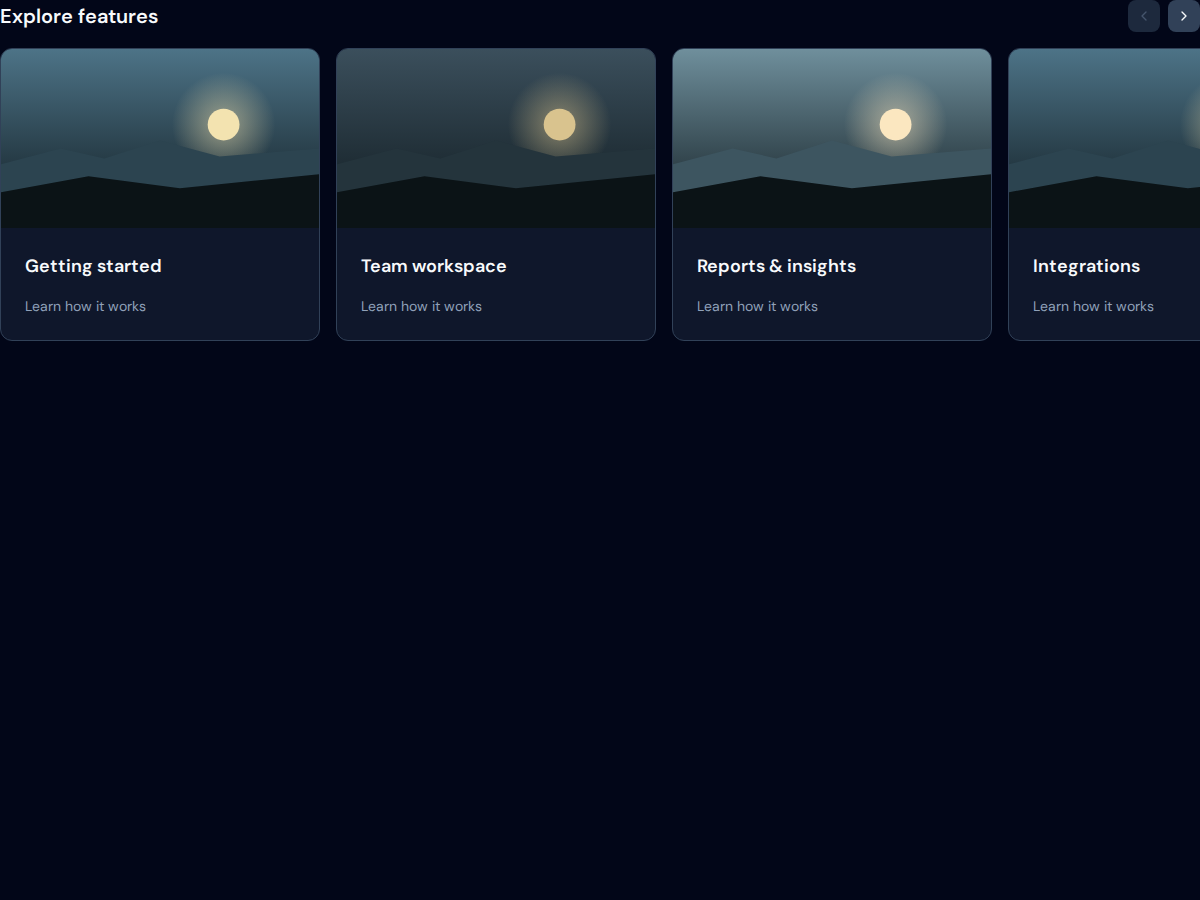 Explore features
Getting started
Learn how it works
Team workspace
Learn how it works
Reports & insights
Learn how it works
Integrations
Learn how it works